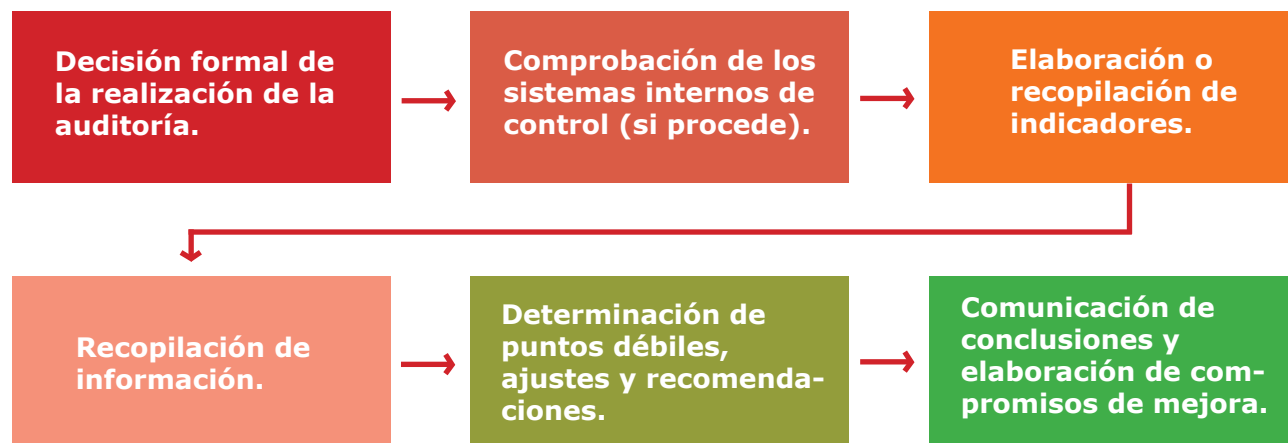 Decisión formal de
la realización de la
auditoría.
Comprobación de los
sistemas internos de
control (si procede).
Elaboración o
recopilación de
indicadores.
Recopilación de
información.
Determinación de
puntos débiles,
ajustes y recomenda-
ciones.
Comunicación de
conclusiones y
elaboración de com-
promisos de mejora.